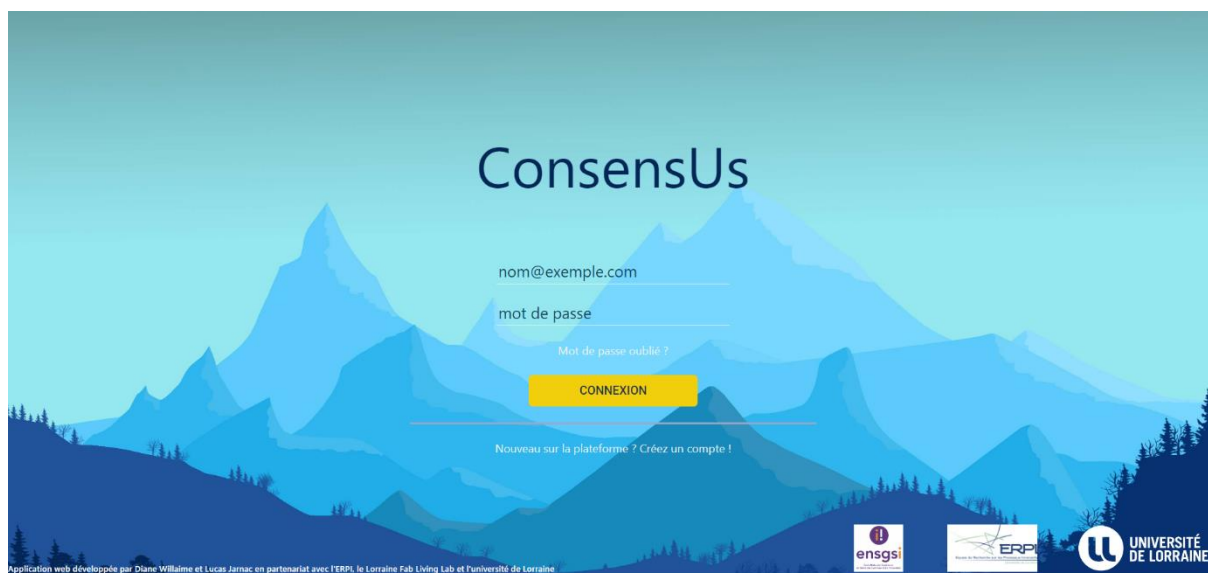 ConsensUs
nom@exemple.com
mot de passe
Mot de passe oublié ?
CONNEXION
Nouveau sur la plateforme ? Créez un compte !
ensgsi
ERPI
UNIVERSITÉ
DE LORRAINE
Application web développée par Diane Willaime et Lucas Jarnac en partenariat avec l'ERPI, le Lorraine Fab Living Lab et l'université de Lorraine